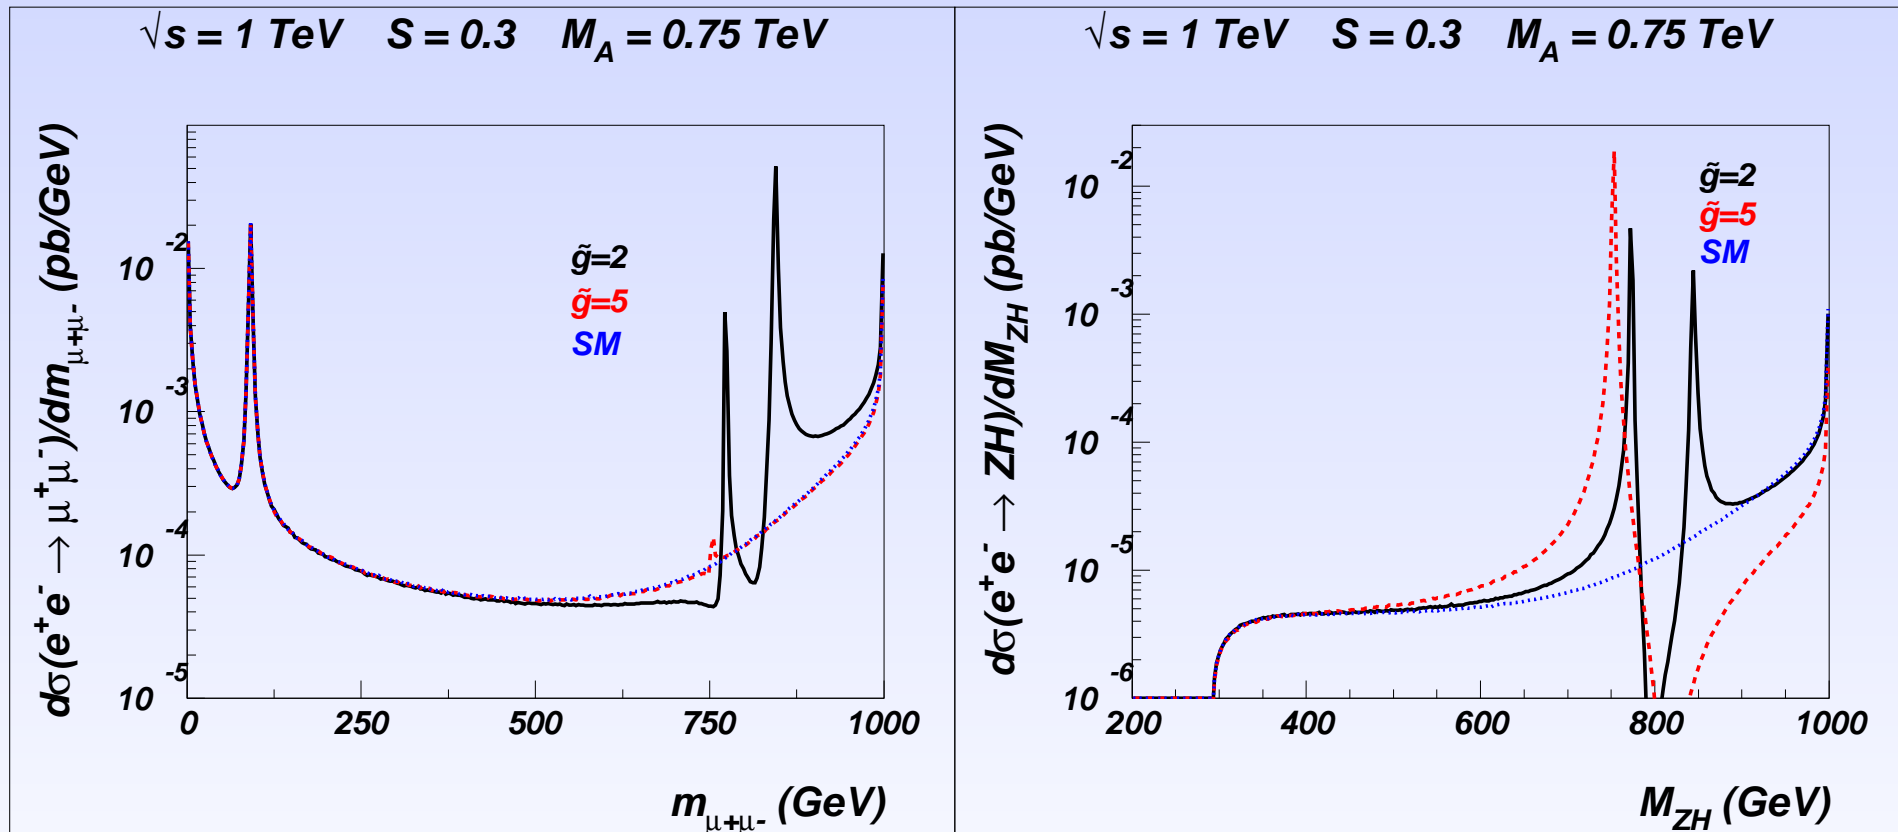 √s = 1 TeV S = 0.3 M_A = 0.75 TeV
dσ(e⁺e⁻ → μ⁺μ⁻)/dm_μ+μ- (pb/GeV)
10⁻²
10⁻³
10⁻⁴
10⁻⁵
g̃=2
g̃=5
SM
0 250 500 750 1000
m_μ+μ- (GeV)
√s = 1 TeV S = 0.3 M_A = 0.75 TeV
dσ(e⁺e⁻ → ZH)/dM_ZH (pb/GeV)
10⁻²
10⁻³
10⁻⁴
10⁻⁵
10⁻⁶
g̃=2
g̃=5
SM
200 400 600 800 1000
M_ZH (GeV)